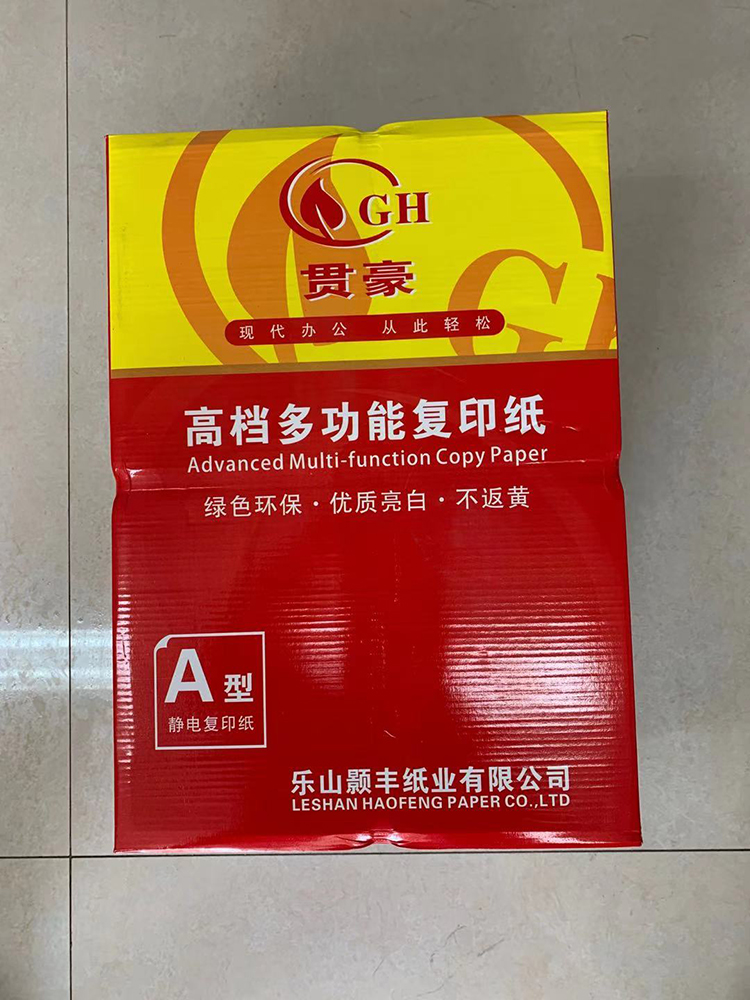 GH
贯豪
现代办公 从此轻松
高档多功能复印纸
Advanced Multi-function Copy Paper
绿色环保·优质亮白·不返黄
A型
静电复印纸
乐山颢丰纸业有限公司
LESHAN HAOFENG PAPER CO.,LTD